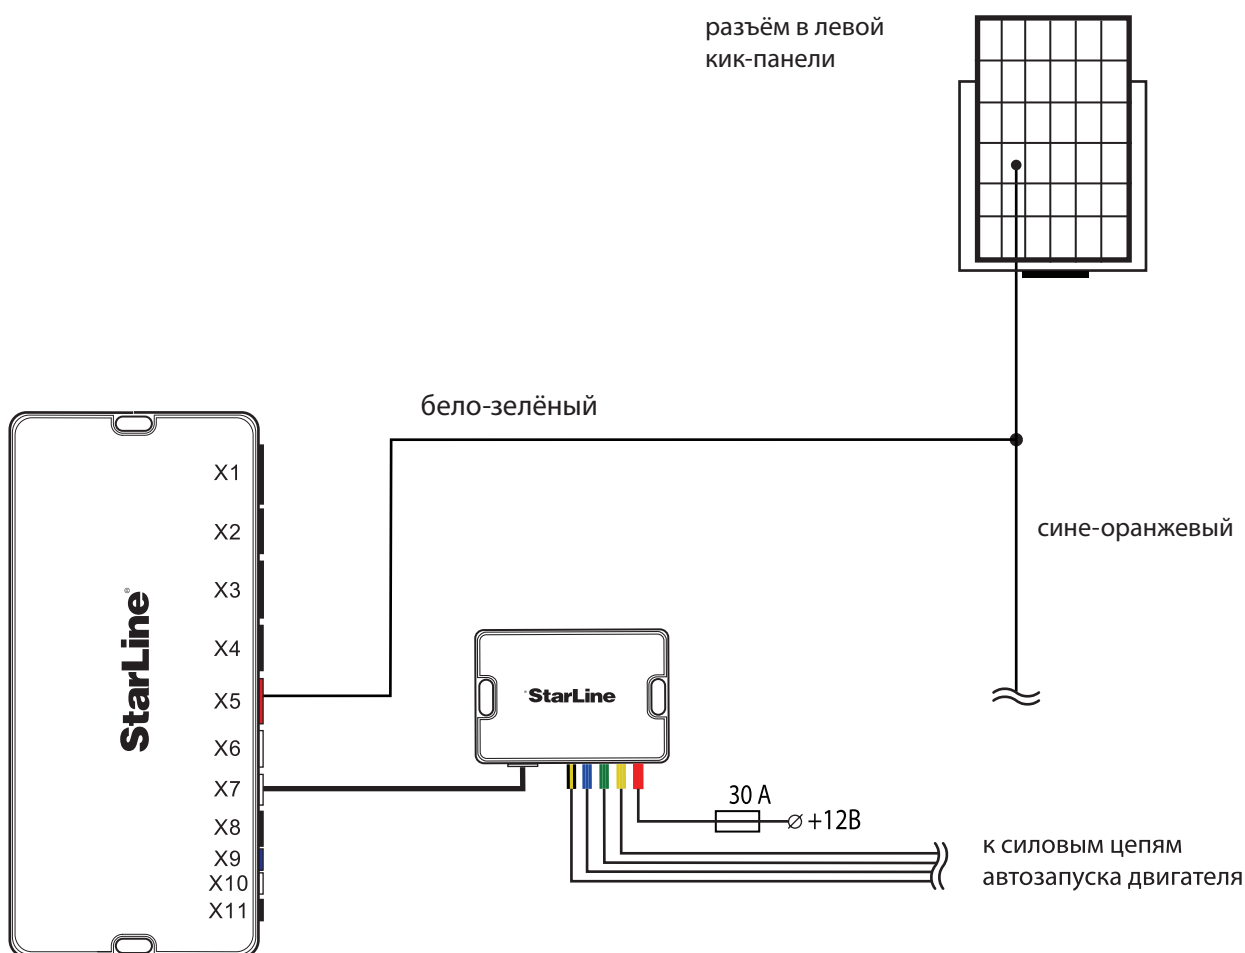 разъём в левой
кик-панели
бело-зелёный
сине-оранжевый
X1
X2
X3
X4
X5
X6
X7
X8
X9
X10
X11
StarLine®
StarLine
30 А
+12В
к силовым цепям
автозапуска двигателя